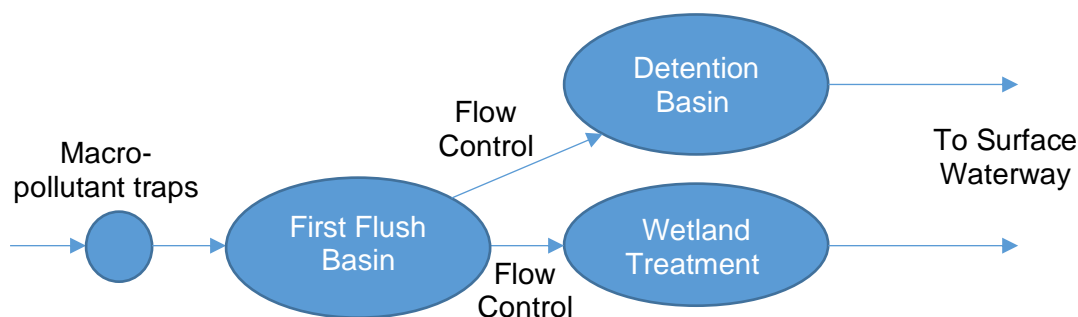 Macro-
pollutant traps
First Flush
Basin
Flow
Control
Detention
Basin
Flow
Control
Wetland
Treatment
To Surface
Waterway